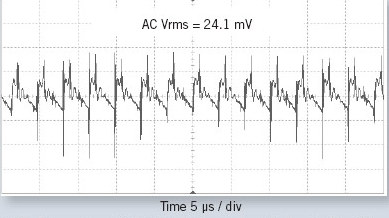 AC Vrms = 24.1 mV
Time 5 µs / div